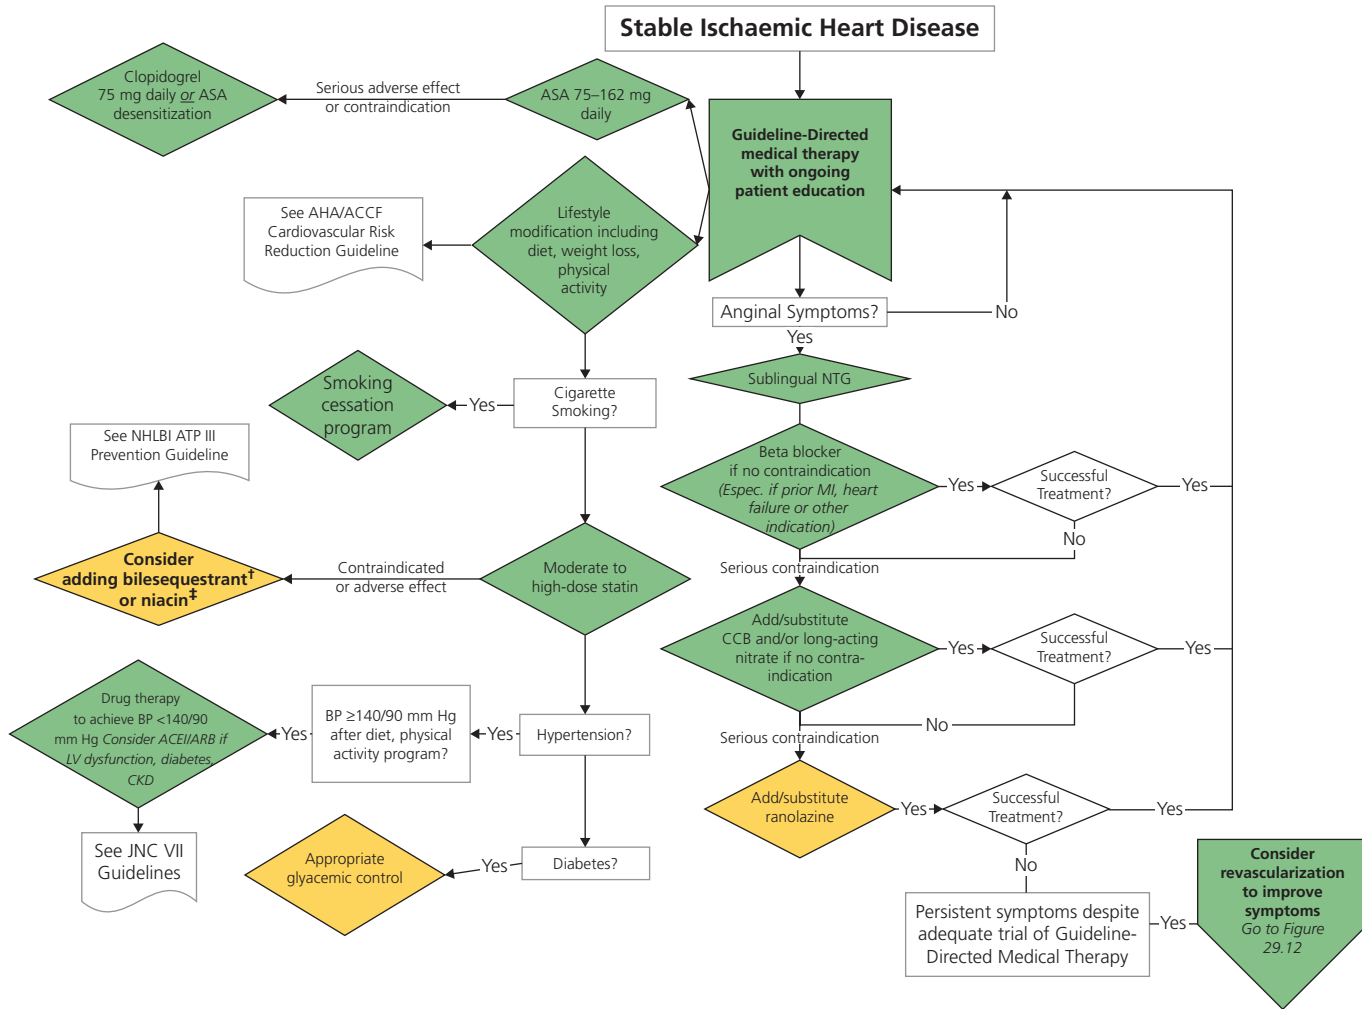 Stable Ischaemic Heart Disease
Clopidogrel
75 mg daily or ASA
desensitization
Serious adverse effect
or contraindication
ASA 75–162 mg
daily
Guideline-Directed
medical therapy
with ongoing
patient education
See AHA/ACCF
Cardiovascular Risk
Reduction Guideline
Lifestyle
modification including
diet, weight loss,
physical
activity
Anginal Symptoms?
No
Yes
Sublingual NTG
Smoking
cessation
program
Yes
Cigarette
Smoking?
See NHLBI ATP III
Prevention Guideline
Beta blocker
if no contraindication
(Espec. if prior MI, heart
failure or other
indication)
Yes
Successful
Treatment?
Yes
No
Serious contraindication
Consider
adding bilesequestrant†
or niacin‡
Contraindicated
or adverse effect
Moderate to
high-dose statin
Add/substitute
CCB and/or long-acting
nitrate if no contra-
indication
Yes
Successful
Treatment?
Yes
No
Serious contraindication
Drug therapy
to achieve BP <140/90
mm Hg Consider ACEI/ARB if
LV dysfunction, diabetes,
CKD
Yes
BP ≥140/90 mm Hg
after diet, physical
activity program?
Yes
Hypertension?
Add/substitute
ranolazine
Yes
Successful
Treatment?
Yes
No
See JNC VII
Guidelines
Appropriate
glyacemic control
Yes
Diabetes?
Persistent symptoms despite
adequate trial of Guideline-
Directed Medical Therapy
Yes
Consider
revascularization
to improve
symptoms
Go to Figure
29.12